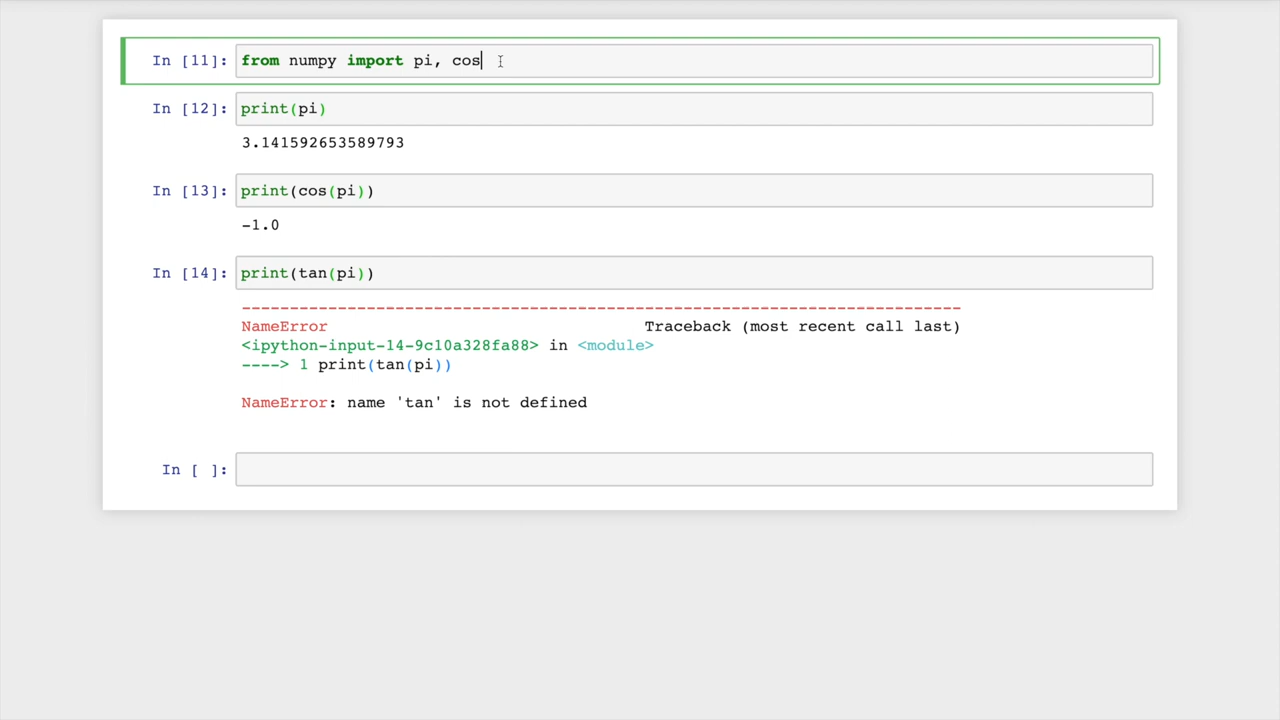 In [11]: from numpy import pi, cos
In [12]: print(pi)
3.141592653589793
In [13]: print(cos(pi))
-1.0
In [14]: print(tan(pi))
---------------------------------------------------------------------------
NameError                                 Traceback (most recent call last)
<ipython-input-14-9c10a328fa88> in <module>
----> 1 print(tan(pi))
NameError: name 'tan' is not defined
In [ ]: